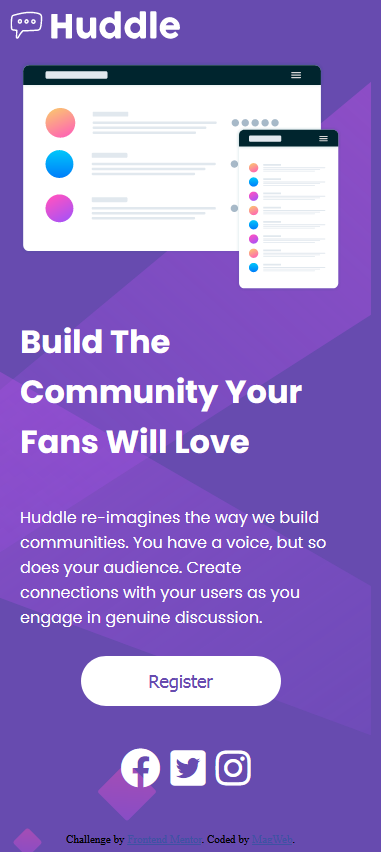 Huddle
Build The
Community Your
Fans Will Love
Huddle re-imagines the way we build
communities. You have a voice, but so
does your audience. Create
connections with your users as you
engage in genuine discussion.
Register
Challenge by Frontend Mentor. Coded by